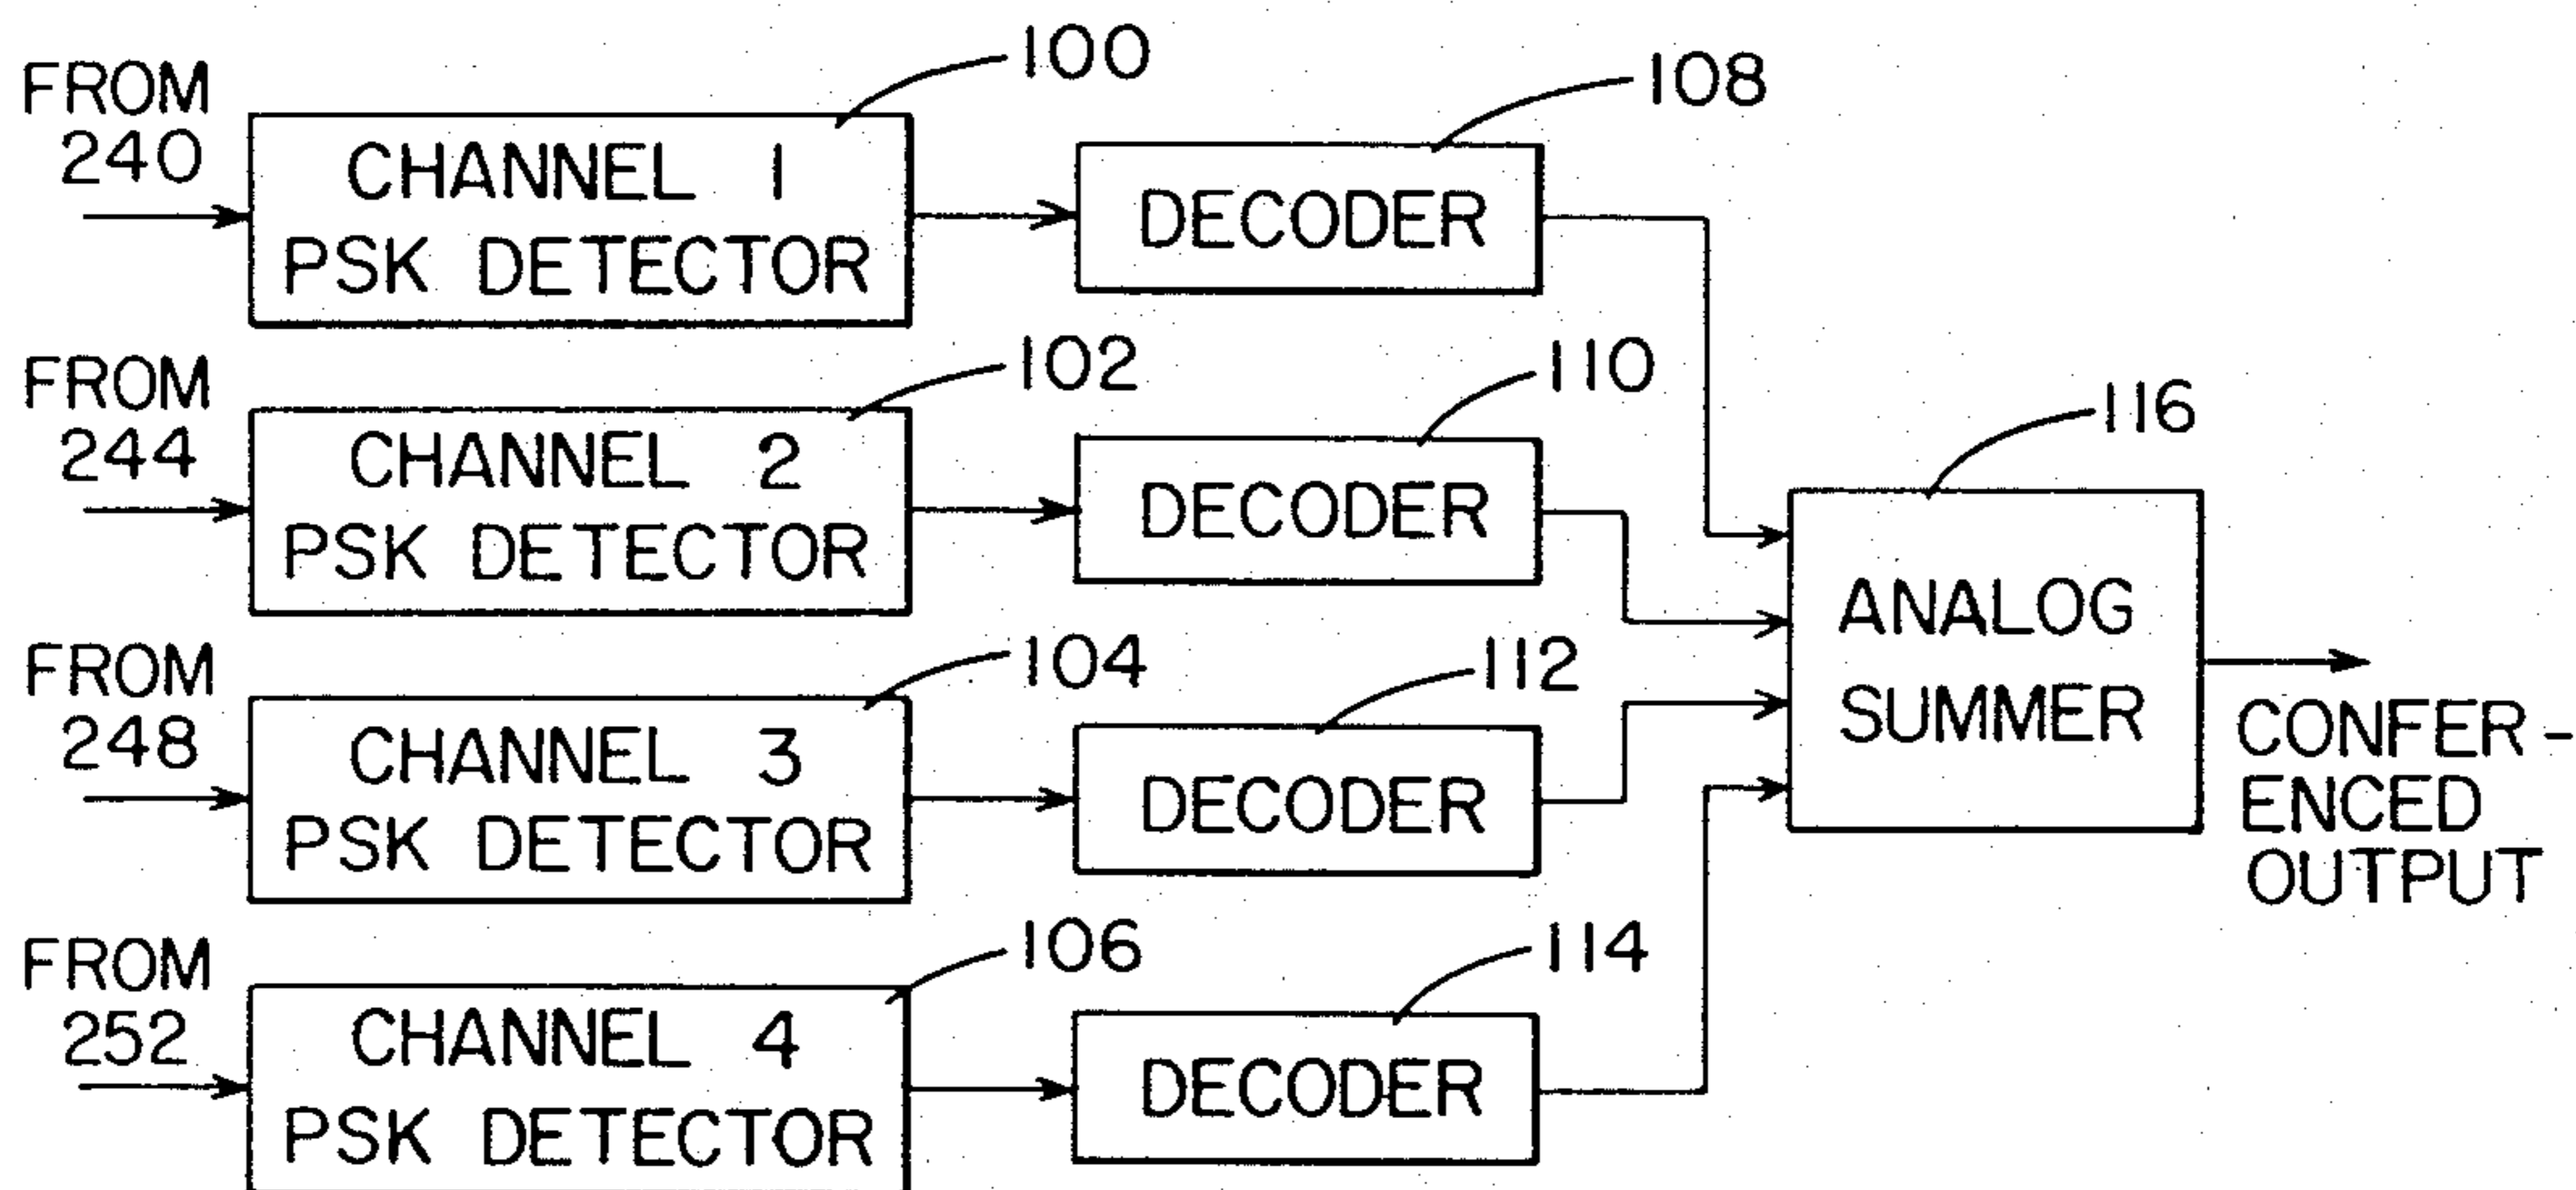 FROM
240
CHANNEL 1
PSK DETECTOR
100
DECODER
108
FROM
244
CHANNEL 2
PSK DETECTOR
102
DECODER
110
FROM
248
CHANNEL 3
PSK DETECTOR
104
DECODER
112
FROM
252
CHANNEL 4
PSK DETECTOR
106
DECODER
114
116
ANALOG
SUMMER
CONFER-
ENCED
OUTPUT